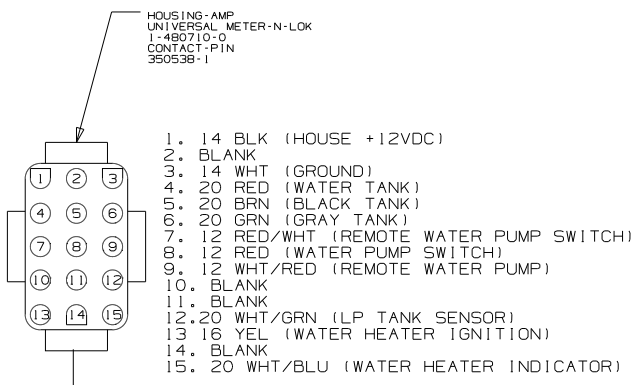 HOUSING-AMP
UNIVERSAL METER-N-LOK
1-480710-0
CONTACT-PIN
350538-1
1. 14 BLK (HOUSE +12VDC)
2. BLANK
3. 14 WHT (GROUND)
4. 20 RED (WATER TANK)
5. 20 BRN (BLACK TANK)
6. 20 GRN (GRAY TANK)
7. 12 RED/WHT (REMOTE WATER PUMP SWITCH)
8. 12 RED (WATER PUMP SWITCH)
9. 12 WHT/RED (REMOTE WATER PUMP)
10. BLANK
11. BLANK
12.20 WHT/GRN (LP TANK SENSOR)
13 16 YEL (WATER HEATER IGNITION)
14. BLANK
15. 20 WHT/BLU (WATER HEATER INDICATOR)
1 2 3
4 5 6
7 8 9
10 11 12
13 14 15